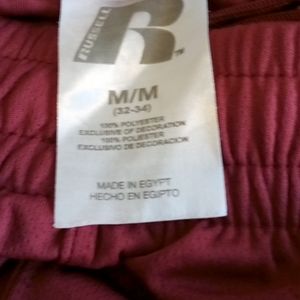 RUSSELL
R
TM
M/M
(32-34)
100% POLYESTER
EXCLUSIVE OF DECORATION
100% POLIESTER
EXCLUSIVO DE DECORACION
MADE IN EGYPT
HECHO EN EGIPTO